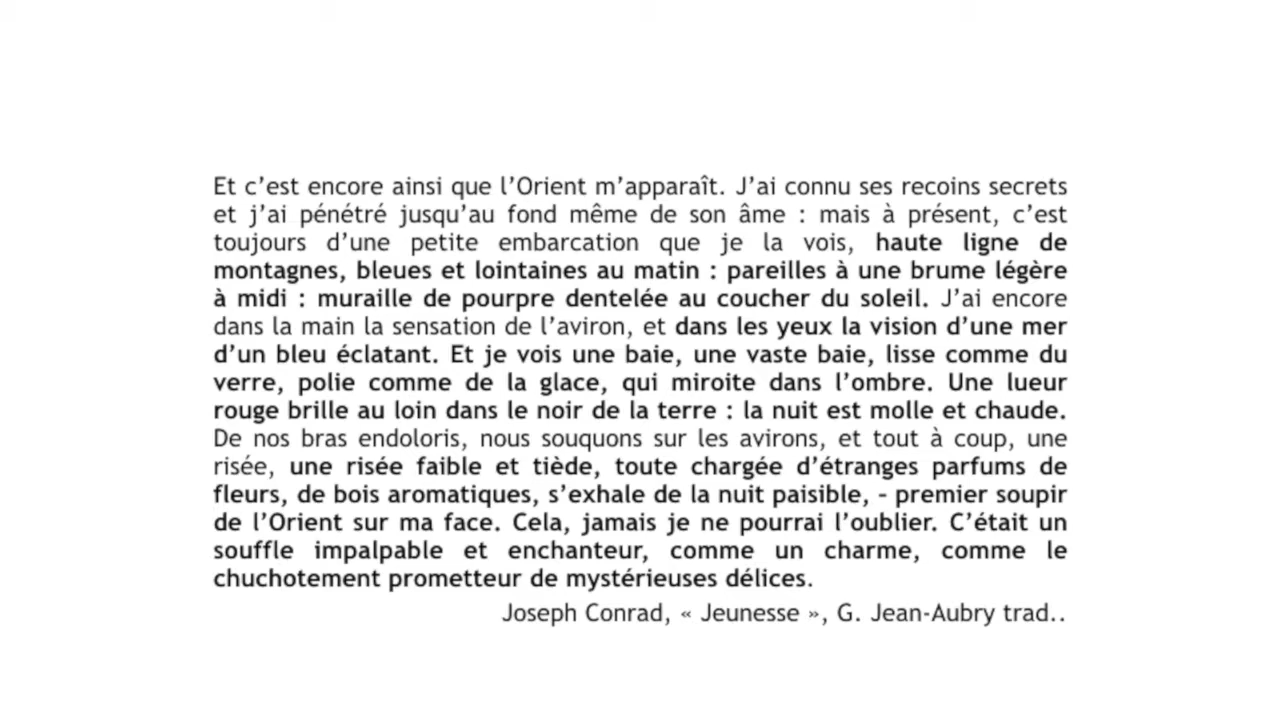 Et c’est encore ainsi que l’Orient m’apparaît. J’ai connu ses recoins secrets
et j’ai pénétré jusqu’au fond même de son âme : mais à présent, c’est
toujours d’une petite embarcation que je la vois, haute ligne de
montagnes, bleues et lointaines au matin : pareilles à une brume légère
à midi : muraille de pourpre dentelée au coucher du soleil. J’ai encore
dans la main la sensation de l’aviron, et dans les yeux la vision d’une mer
d’un bleu éclatant. Et je vois une baie, une vaste baie, lisse comme du
verre, polie comme de la glace, qui miroite dans l’ombre. Une lueur
rouge brille au loin dans le noir de la terre : la nuit est molle et chaude.
De nos bras endoloris, nous souquons sur les avirons, et tout à coup, une
risée, une risée faible et tiède, toute chargée d’étranges parfums de
fleurs, de bois aromatiques, s’exhale de la nuit paisible, – premier soupir
de l’Orient sur ma face. Cela, jamais je ne pourrai l’oublier. C’était un
souffle impalpable et enchanteur, comme un charme, comme le
chuchotement prometteur de mystérieuses délices.
Joseph Conrad, « Jeunesse », G. Jean-Aubry trad..